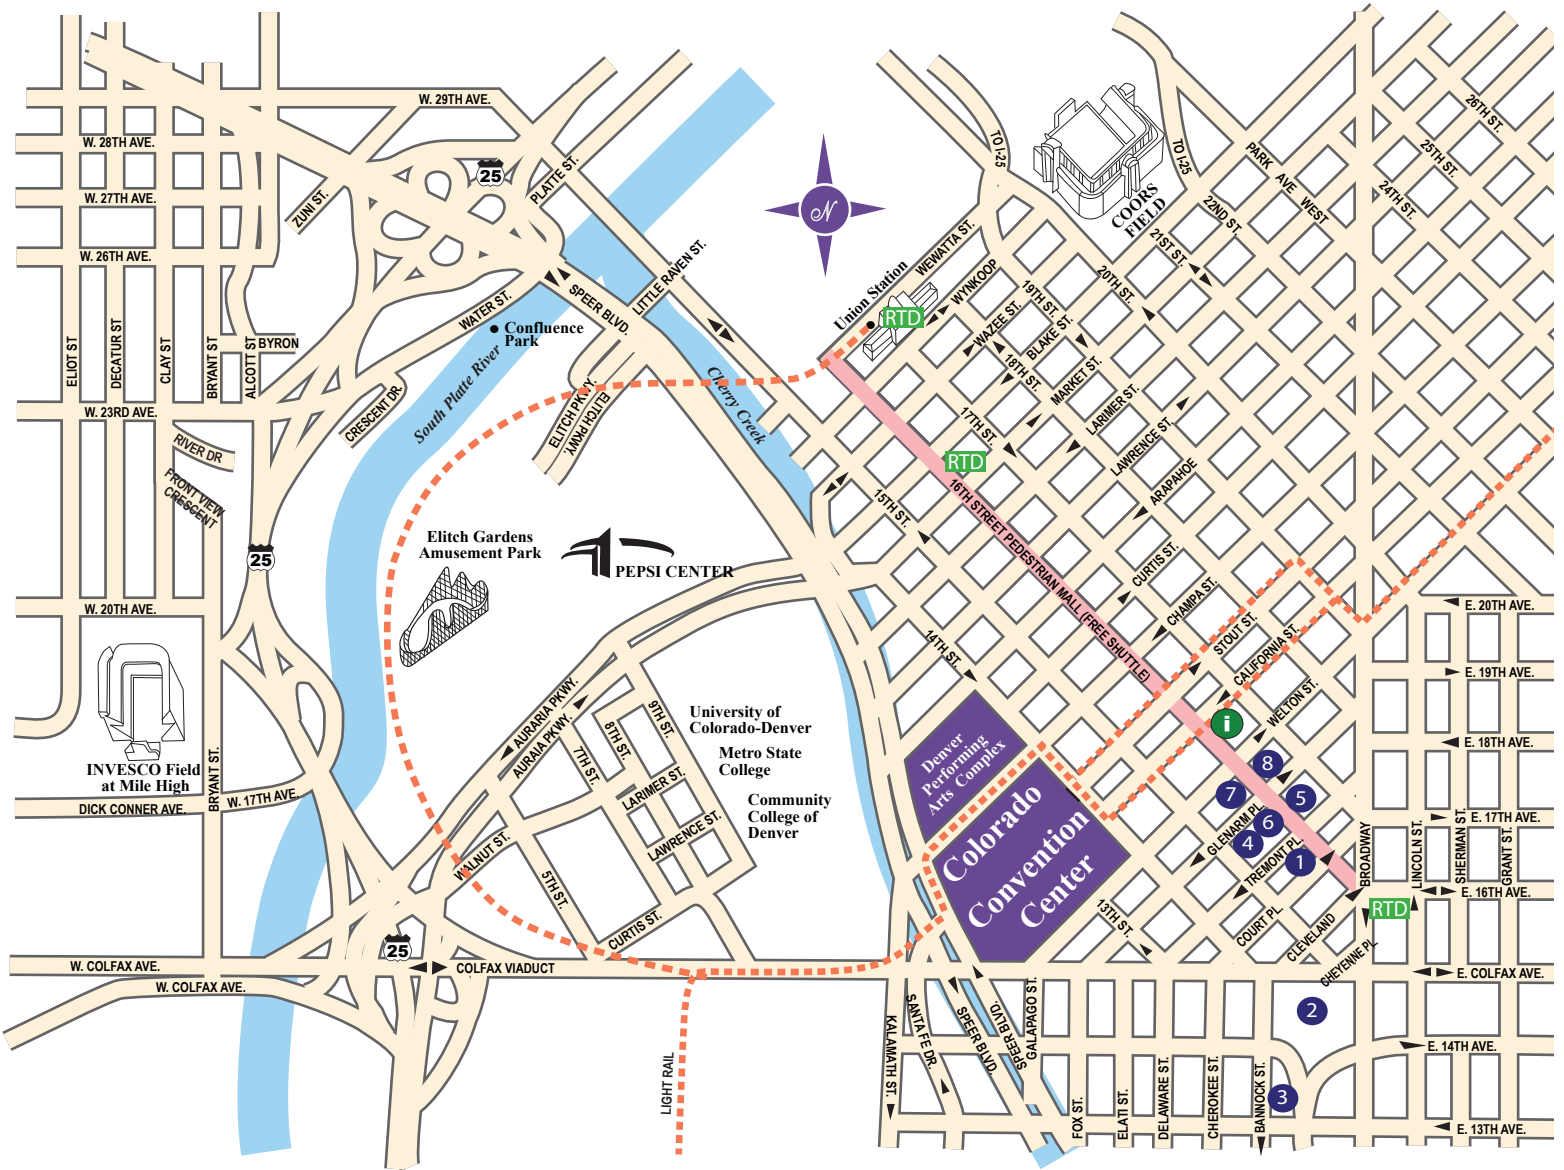 W. 29TH AVE.
W. 28TH AVE.
W. 27TH AVE.
W. 26TH AVE.
ZUNI ST.
25
PLATTE ST.
N
TO I-25
TO I-25
COORS
FIELD
PARK AVE WEST
26TH ST.
25TH ST.
24TH ST.
22ND ST.
21ST ST.
20TH ST.
19TH ST.
18TH ST.
17TH ST.
WEWATTA ST.
WYNKOOP
WAZEE ST.
BLAKE ST.
MARKET ST.
LARIMER ST.
LAWRENCE ST.
ARAPAHOE
CURTIS ST.
CHAMPA ST.
STOUT ST.
CALIFORNIA ST.
WELTON ST.
GLENARM PL.
TREMONT PL.
COURT PL.
CLEVELAND
CHEYENNE PL.
Union Station
RTD
RTD
RTD
16TH STREET PEDESTRIAN MALL (FREE SHUTTLE)
15TH ST.
14TH ST.
13TH ST.
LITTLE RAVEN ST.
SPEER BLVD.
WATER ST.
Confluence
Park
South Platte River
Cherry Creek
ELITCH PKWY.
ELITCH PKWY.
CRESCENT DR.
ELIOT ST
DECATUR ST
CLAY ST
BRYANT ST
ALCOTT ST
BYRON
W. 23RD AVE.
RIVER DR
FRONT VIEW
CRESCENT
25
W. 20TH AVE.
Elitch Gardens
Amusement Park
PEPSI CENTER
INVESCO Field
at Mile High
BRYANT ST.
DICK CONNER AVE.
W. 17TH AVE.
AURARIA PKWY.
AURAIA PKWY.
9TH ST.
8TH ST.
7TH ST.
5TH ST.
LARIMER ST.
LAWRENCE ST.
WALNUT ST.
CURTIS ST.
University of
Colorado-Denver
Metro State
College
Community
College of
Denver
Denver
Performing
Arts Complex
Colorado
Convention
Center
i
8
7
5
6
4
1
2
3
E. 20TH AVE.
E. 19TH AVE.
E. 18TH AVE.
E. 17TH AVE.
E. 16TH AVE.
E. COLFAX AVE.
E. 14TH AVE.
E. 13TH AVE.
BROADWAY
LINCOLN ST.
SHERMAN ST.
GRANT ST.
25
W. COLFAX AVE.
W. COLFAX AVE.
COLFAX VIADUCT
LIGHT RAIL
KALAMATH ST.
SANTA FE DR.
SPEER BLVD.
SPEER BLVD.
GALAPAGO ST.
FOX ST.
ELATI ST.
DELAWARE ST.
CHEROKEE ST.
BANNOCK ST.